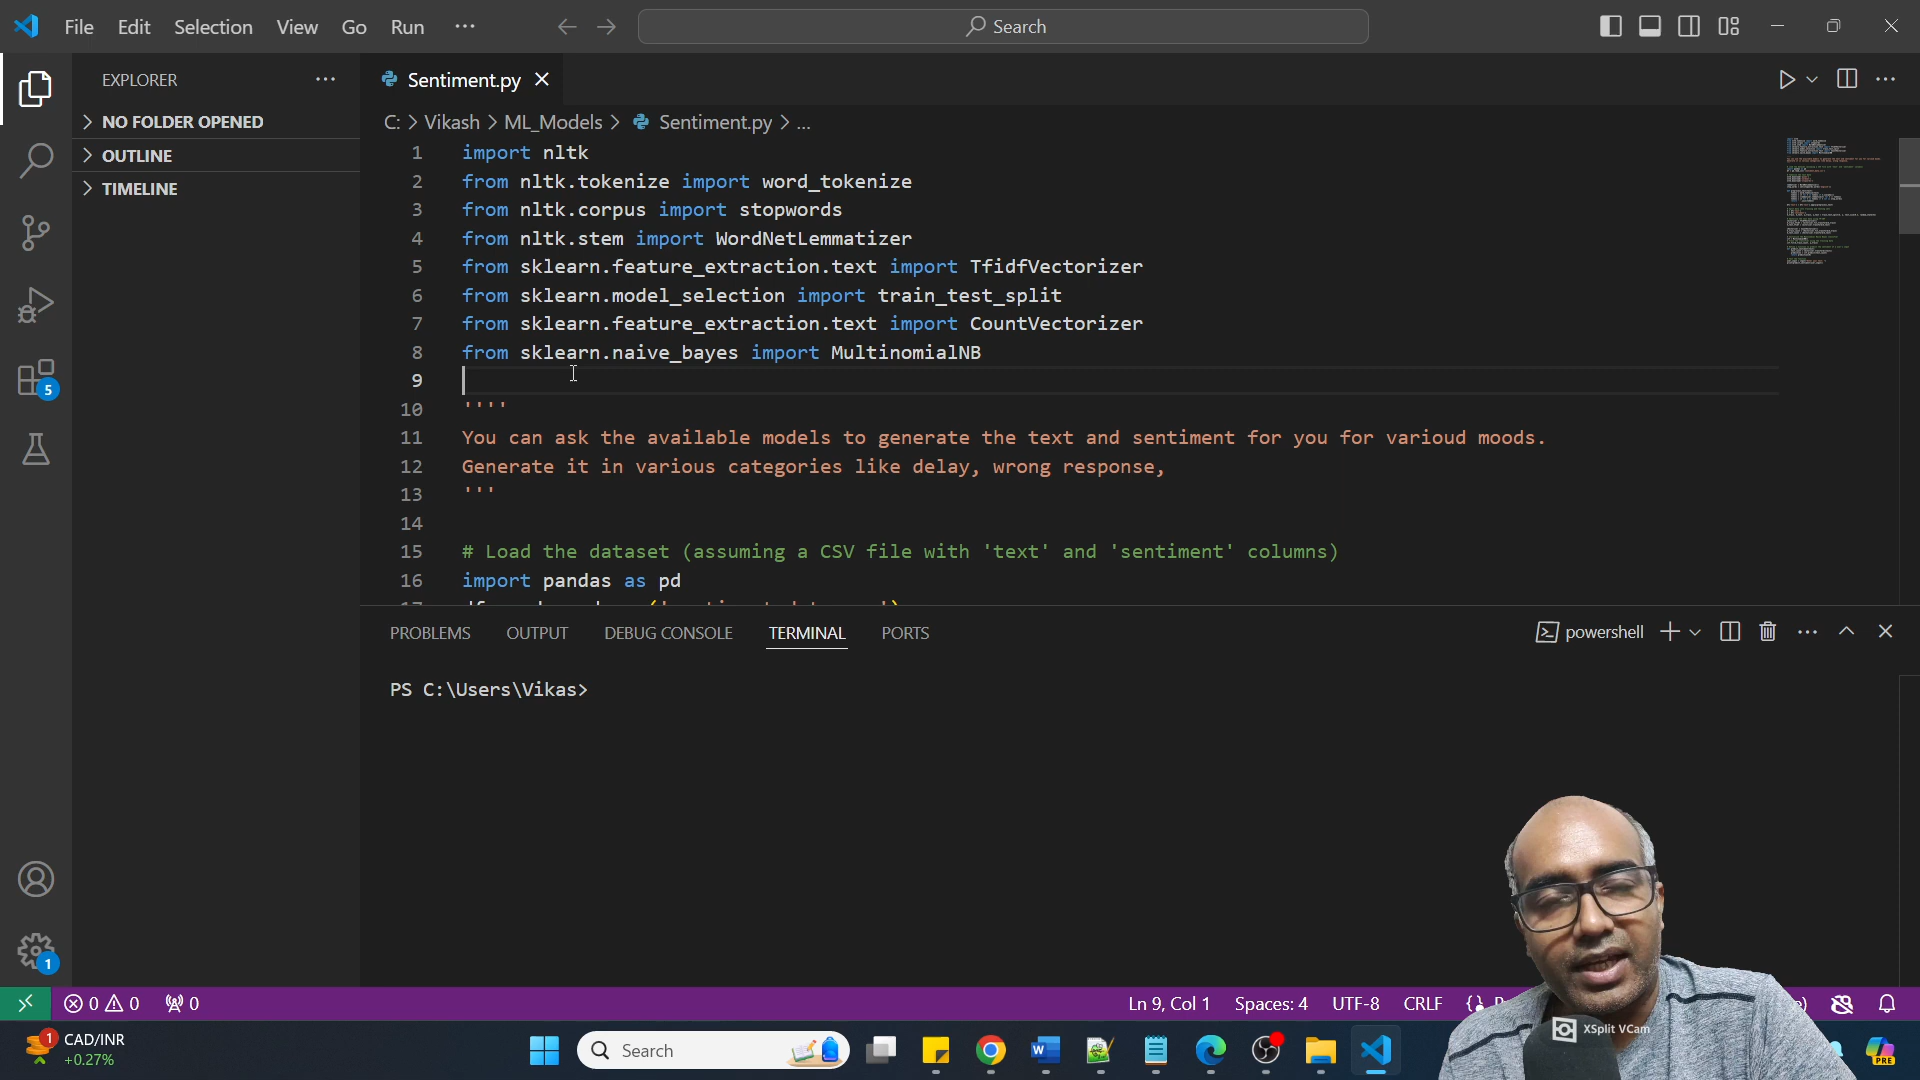 File Edit Selection View Go Run ···
Search
EXPLORER ···
NO FOLDER OPENED
OUTLINE
TIMELINE
5
1
Sentiment.py
C: > Vikash > ML_Models > Sentiment.py > ...
1 import nltk
2 from nltk.tokenize import word_tokenize
3 from nltk.corpus import stopwords
4 from nltk.stem import WordNetLemmatizer
5 from sklearn.feature_extraction.text import TfidfVectorizer
6 from sklearn.model_selection import train_test_split
7 from sklearn.feature_extraction.text import CountVectorizer
8 from sklearn.naive_bayes import MultinomialNB
9
10 ''''
11 You can ask the available models to generate the text and sentiment for you for varioud moods.
12 Generate it in various categories like delay, wrong response,
13 '''
14
15 # Load the dataset (assuming a CSV file with 'text' and 'sentiment' columns)
16 import pandas as pd
PROBLEMS OUTPUT DEBUG CONSOLE TERMINAL PORTS
powershell
PS C:\Users\Vikas>
0 0 0
Ln 9, Col 1 Spaces: 4 UTF-8 CRLF
XSplit VCam
1
CAD/INR
+0.27%
Search
PRE